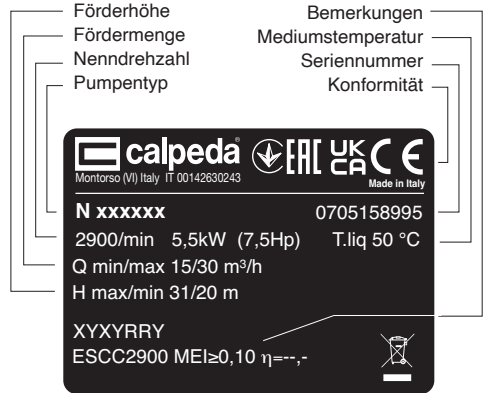 Förderhöhe
Fördermenge
Nenndrehzahl
Pumpentyp
Bemerkungen
Mediumstemperatur
Seriennummer
Konformität
calpeda®
EAC UK CA CE
Montorso (VI) Italy IT 00142630243
Made in Italy
N xxxxxx 0705158995
2900/min 5,5kW (7,5Hp) T.liq 50 °C
Q min/max 15/30 m³/h
H max/min 31/20 m
XYXYRRY
ESCC2900 MEI≥0,10 η=--,-